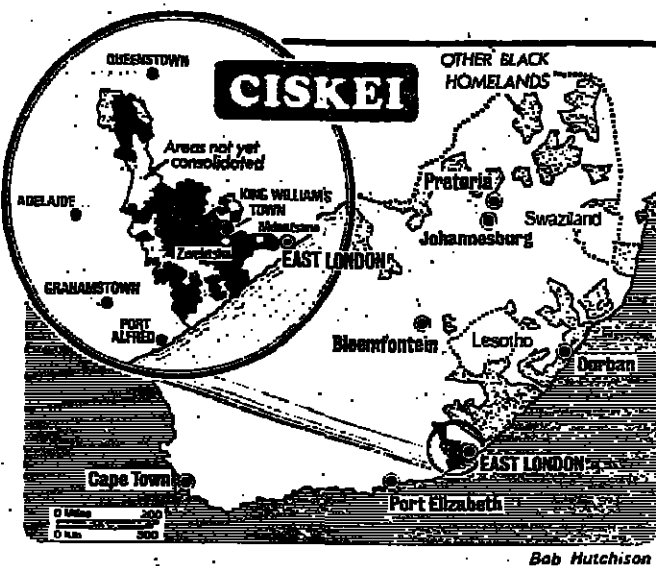 CISKEI
QUEENSTOWN
Areas not yet
consolidated
ADELAIDE
KING WILLIAM'S
TOWN
Mdantsane
Zwelitsha
EAST LONDON
GRAHAMSTOWN
PORT
ALFRED
OTHER BLACK
HOMELANDS
Pretoria
Johannesburg
Swaziland
Bloemfontein
Lesotho
Durban
EAST LONDON
Cape Town
Port Elizabeth
0 Miles 200
0 km 300
Bob Hutchison